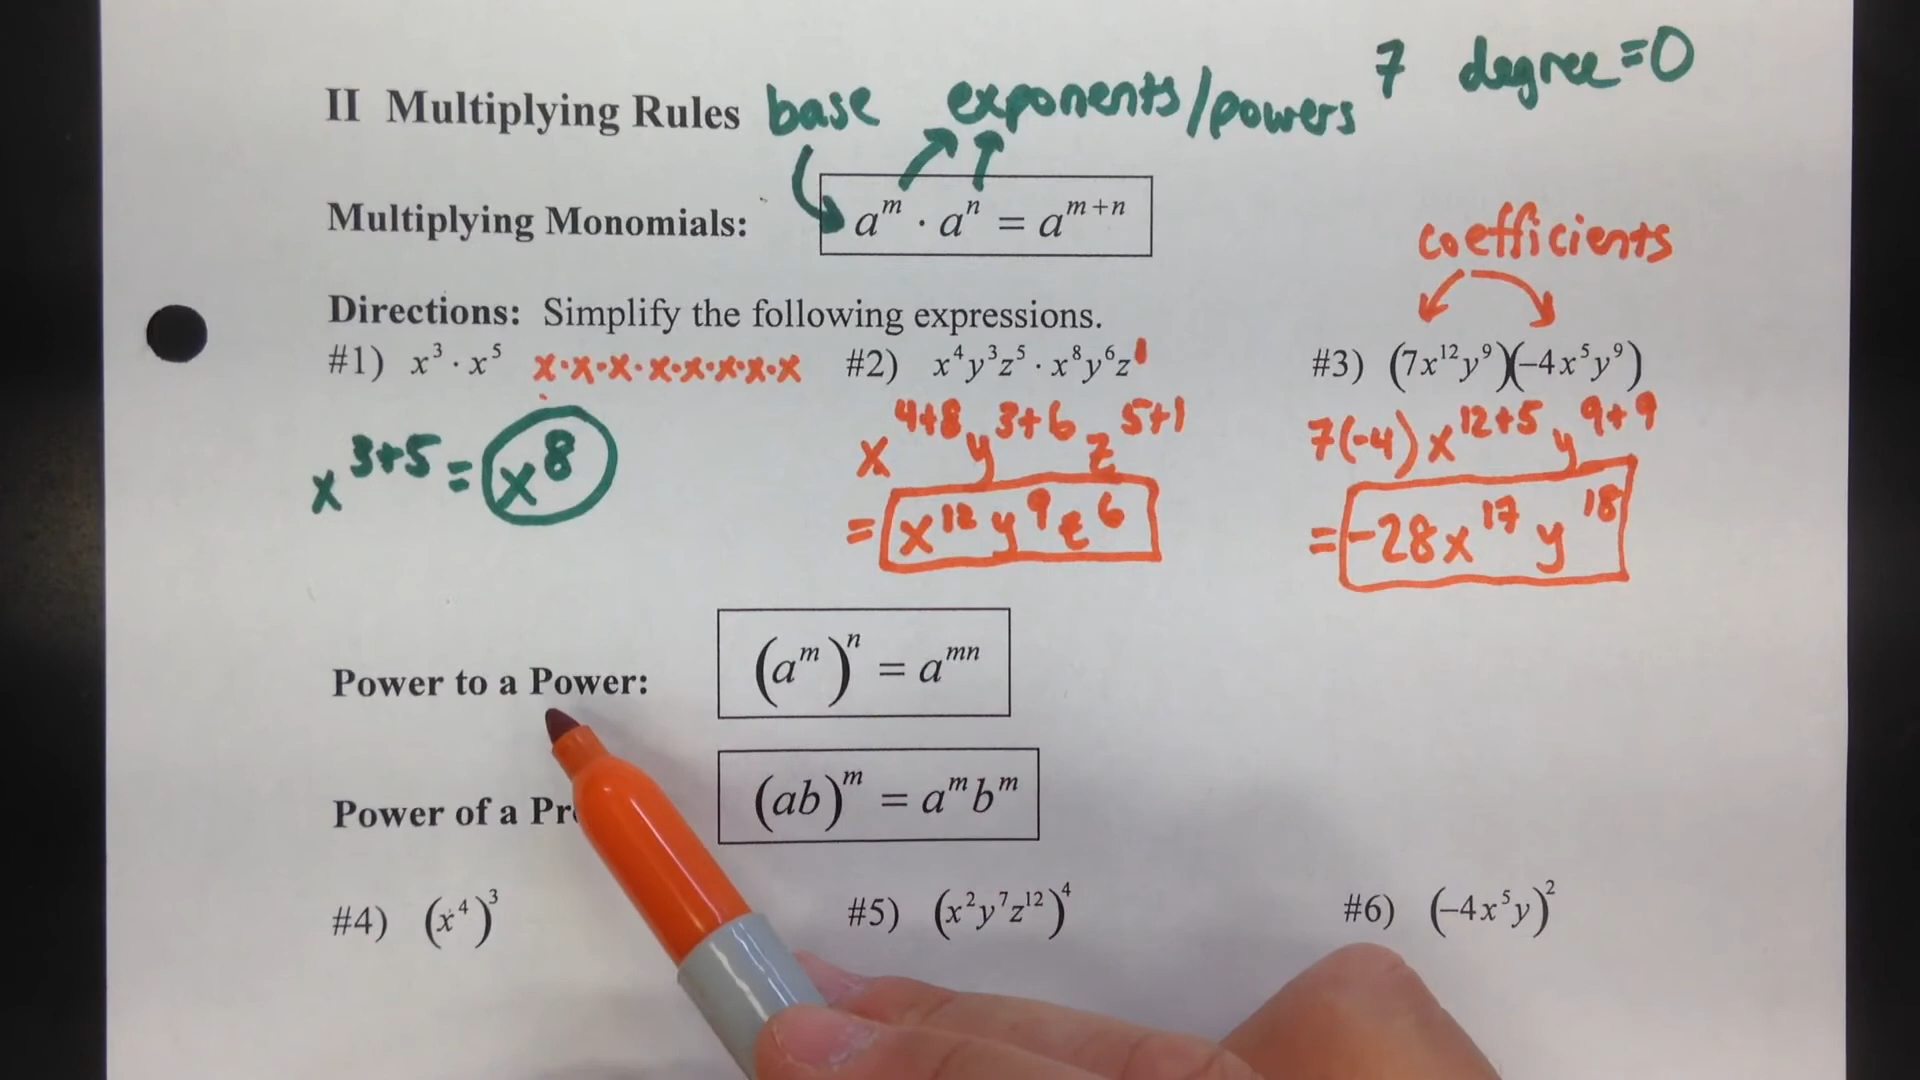 7 degree=0
II Multiplying Rules base exponents/powers
Multiplying Monomials: a^m · a^n = a^(m+n)
coefficients
Directions: Simplify the following expressions.
#1) x^3 · x^5 x·x·x·x·x·x·x·x #2) x^4y^3z^5 · x^8y^6z^1 #3) (7x^12y^9)(−4x^5y^9)
x^(3+5) = x^8 x^(4+8) y^(3+6) z^(5+1) 7(-4) x^(12+5) y^(9+9)
= x^12 y^9 z^6 = -28x^17 y^18
Power to a Power: (a^m)^n = a^(mn)
Power of a (ab)^m = a^m b^m
#4) (x^4)^3 #5) (x^2y^7z^12)^4 #6) (−4x^5y)^2